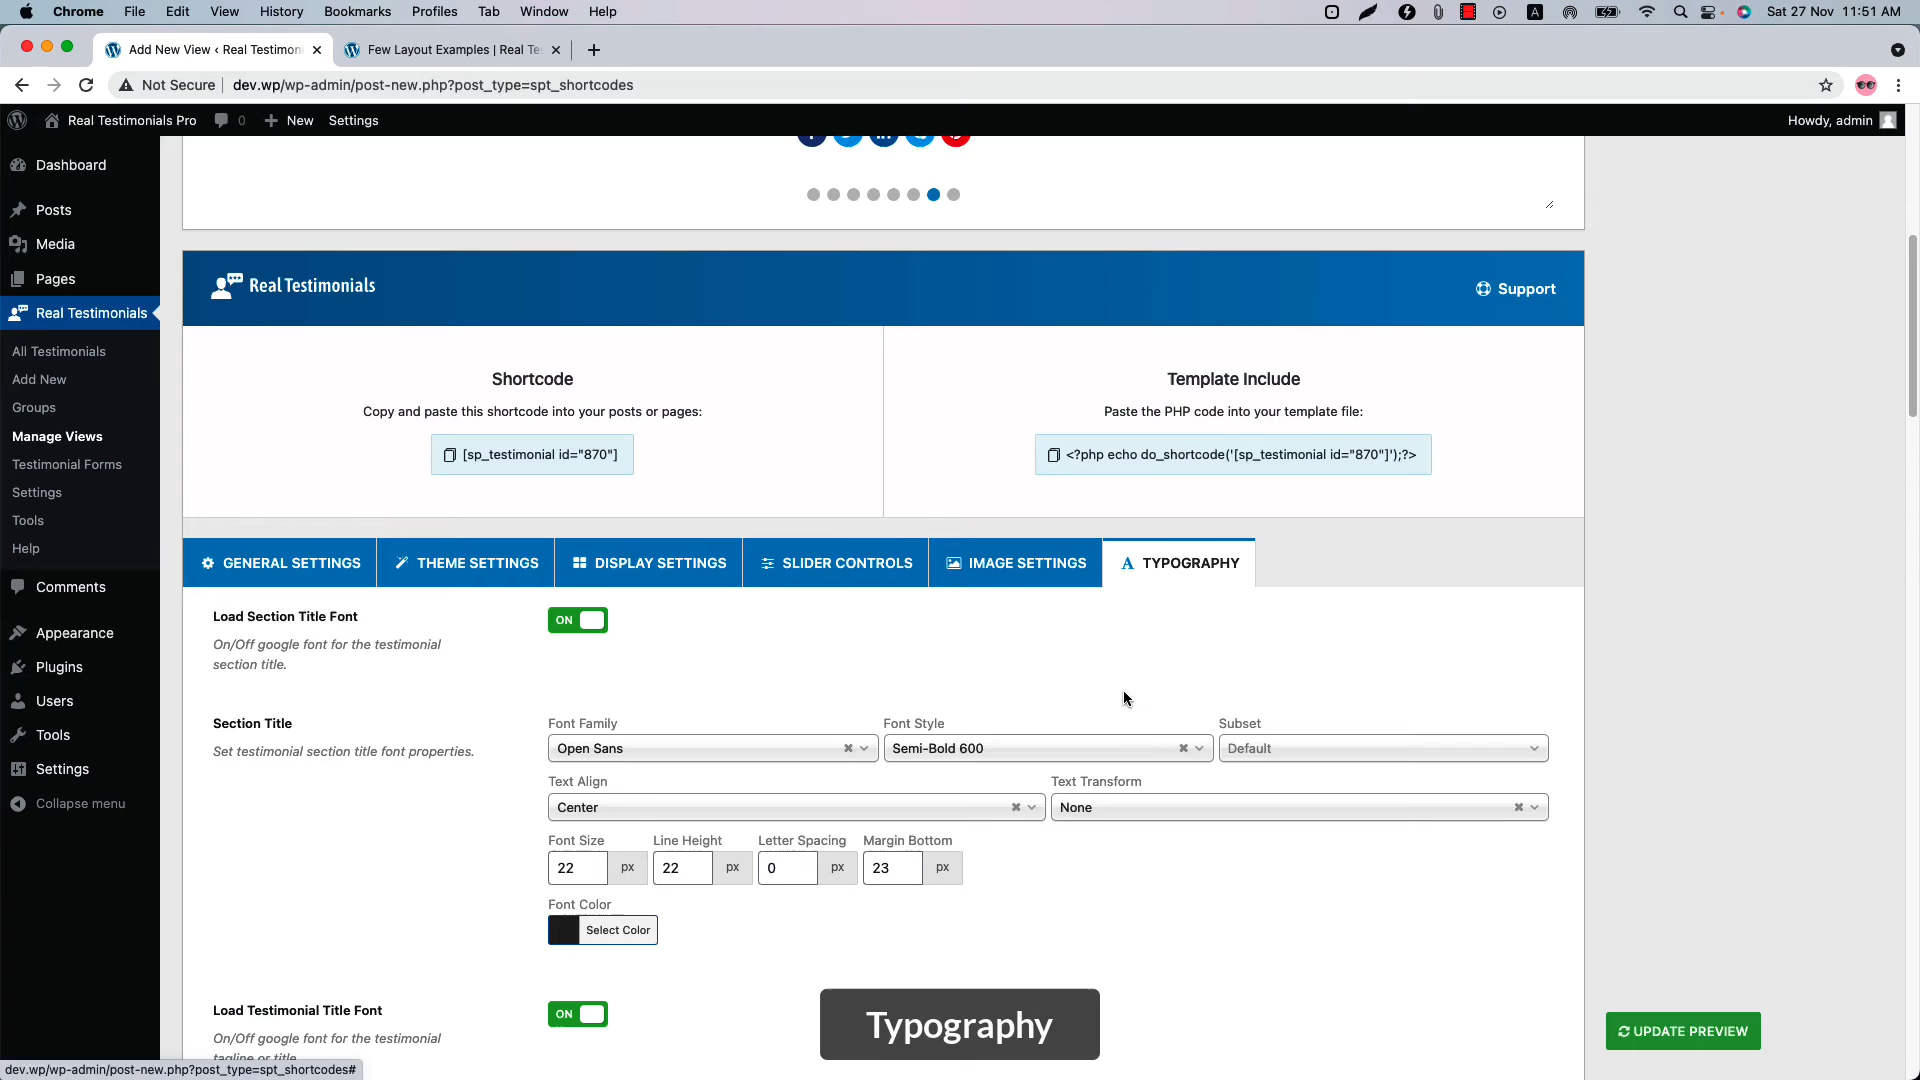 Chrome File Edit View History Bookmarks Profiles Tab Window Help
A
Sat 27 Nov 11:51 AM
Add New View ‹ Real Testimoni
Few Layout Examples | Real Te
Not Secure
dev.wp/wp-admin/post-new.php?post_type=spt_shortcodes
Real Testimonials Pro
0
New
Settings
Howdy, admin
Dashboard
Posts
Media
Pages
Real Testimonials
All Testimonials
Add New
Groups
Manage Views
Testimonial Forms
Settings
Tools
Help
Comments
Appearance
Plugins
Users
Tools
Settings
Collapse menu
Real Testimonials
Support
Shortcode
Copy and paste this shortcode into your posts or pages:
[sp_testimonial id="870"]
Template Include
Paste the PHP code into your template file:
<?php echo do_shortcode('[sp_testimonial id="870"]');?>
GENERAL SETTINGS
THEME SETTINGS
DISPLAY SETTINGS
SLIDER CONTROLS
IMAGE SETTINGS
A TYPOGRAPHY
Load Section Title Font
On/Off google font for the testimonial
section title.
ON
Section Title
Set testimonial section title font properties.
Font Family
Font Style
Subset
Open Sans
Semi-Bold 600
Default
Text Align
Text Transform
Center
None
Font Size
Line Height
Letter Spacing
Margin Bottom
22 px
22 px
0 px
23 px
Font Color
Select Color
Load Testimonial Title Font
On/Off google font for the testimonial
tagline or title.
ON
Typography
UPDATE PREVIEW
dev.wp/wp-admin/post-new.php?post_type=spt_shortcodes#